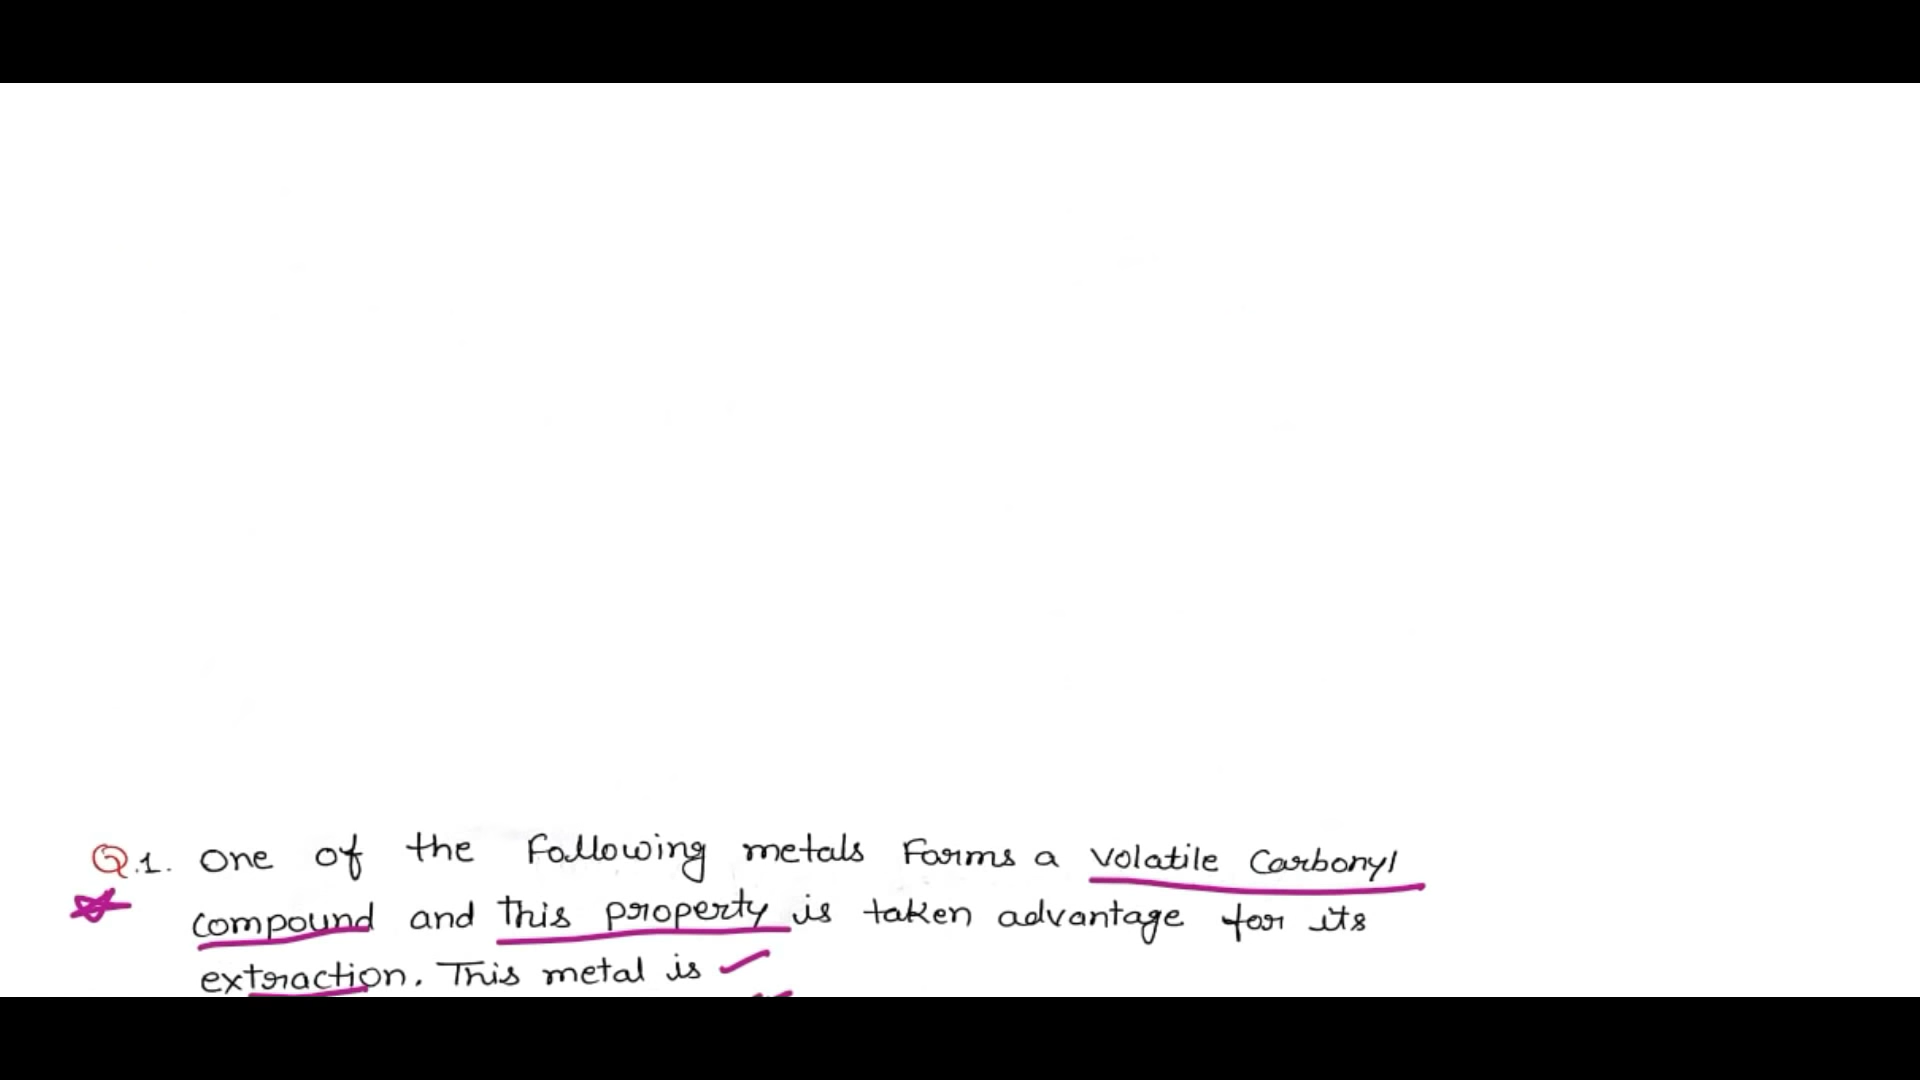 Q.1. One of the following metals forms a volatile carbonyl
compound and this property is taken advantage for its
extraction. This metal is